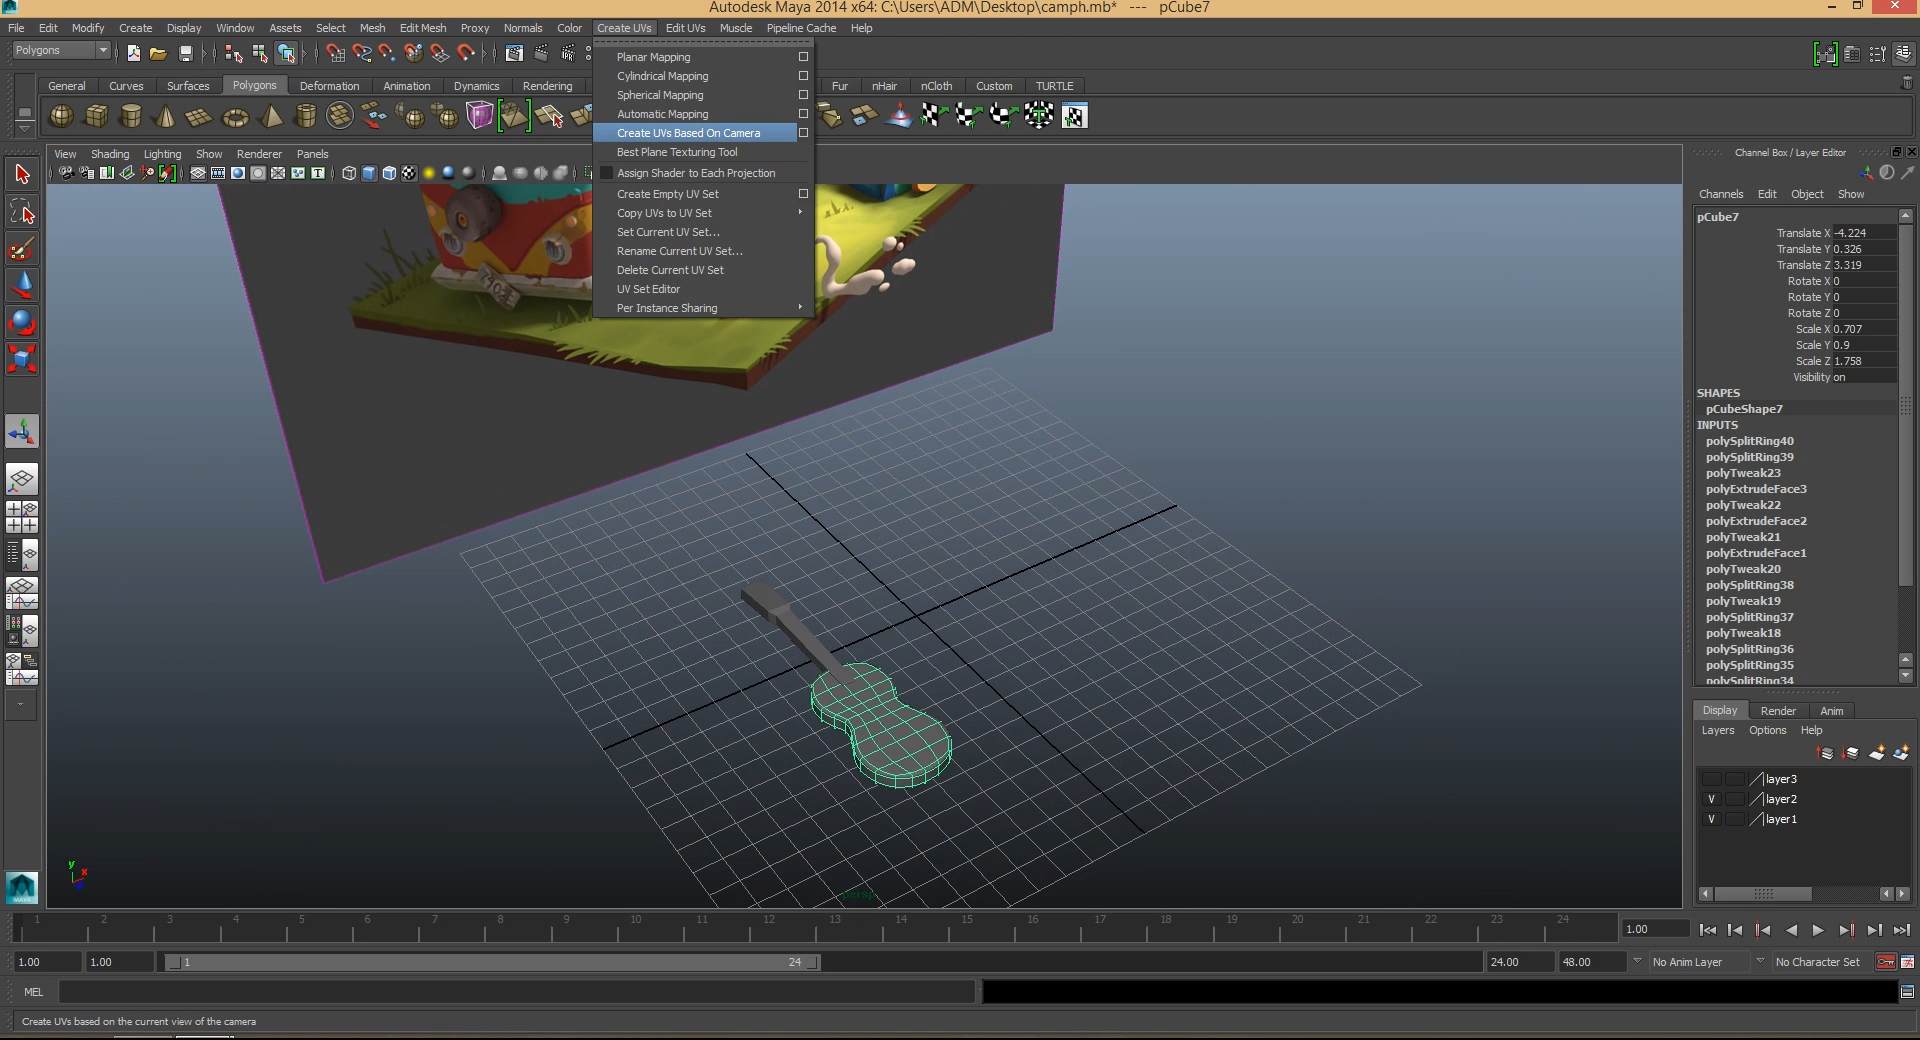 Autodesk Maya 2014 x64: C:\Users\ADM\Desktop\camph.mb* --- pCube7
File Edit Modify Create Display Window Assets Select Mesh Edit Mesh Proxy Normals Color Create UVs Edit UVs Muscle Pipeline Cache Help
Polygons
General Curves Surfaces Polygons Deformation Animation Dynamics Rendering Fur nHair nCloth Custom TURTLE
Planar Mapping
Cylindrical Mapping
Spherical Mapping
Automatic Mapping
Create UVs Based On Camera
Best Plane Texturing Tool
Assign Shader to Each Projection
Create Empty UV Set
Copy UVs to UV Set
Set Current UV Set...
Rename Current UV Set...
Delete Current UV Set
UV Set Editor
Per Instance Sharing
View Shading Lighting Show Renderer Panels
Channel Box / Layer Editor
Channels Edit Object Show
pCube7
Translate X -4.224
Translate Y 0.326
Translate Z 3.319
Rotate X 0
Rotate Y 0
Rotate Z 0
Scale X 0.707
Scale Y 0.9
Scale Z 1.758
Visibility on
SHAPES
pCubeShape7
INPUTS
polySplitRing40
polySplitRing39
polyTweak23
polyExtrudeFace3
polyTweak22
polyExtrudeFace2
polyTweak21
polyExtrudeFace1
polyTweak20
polySplitRing38
polyTweak19
polySplitRing37
polyTweak18
polySplitRing36
polySplitRing35
polySplitRing34
Display Render Anim
Layers Options Help
layer3
V layer2
V layer1
y x
persp
1 2 3 4 5 6 7 8 9 10 11 12 13 14 15 16 17 18 19 20 21 22 23 24 1.00
1.00 1.00 1 24 24.00 48.00 No Anim Layer No Character Set
MEL
Create UVs based on the current view of the camera